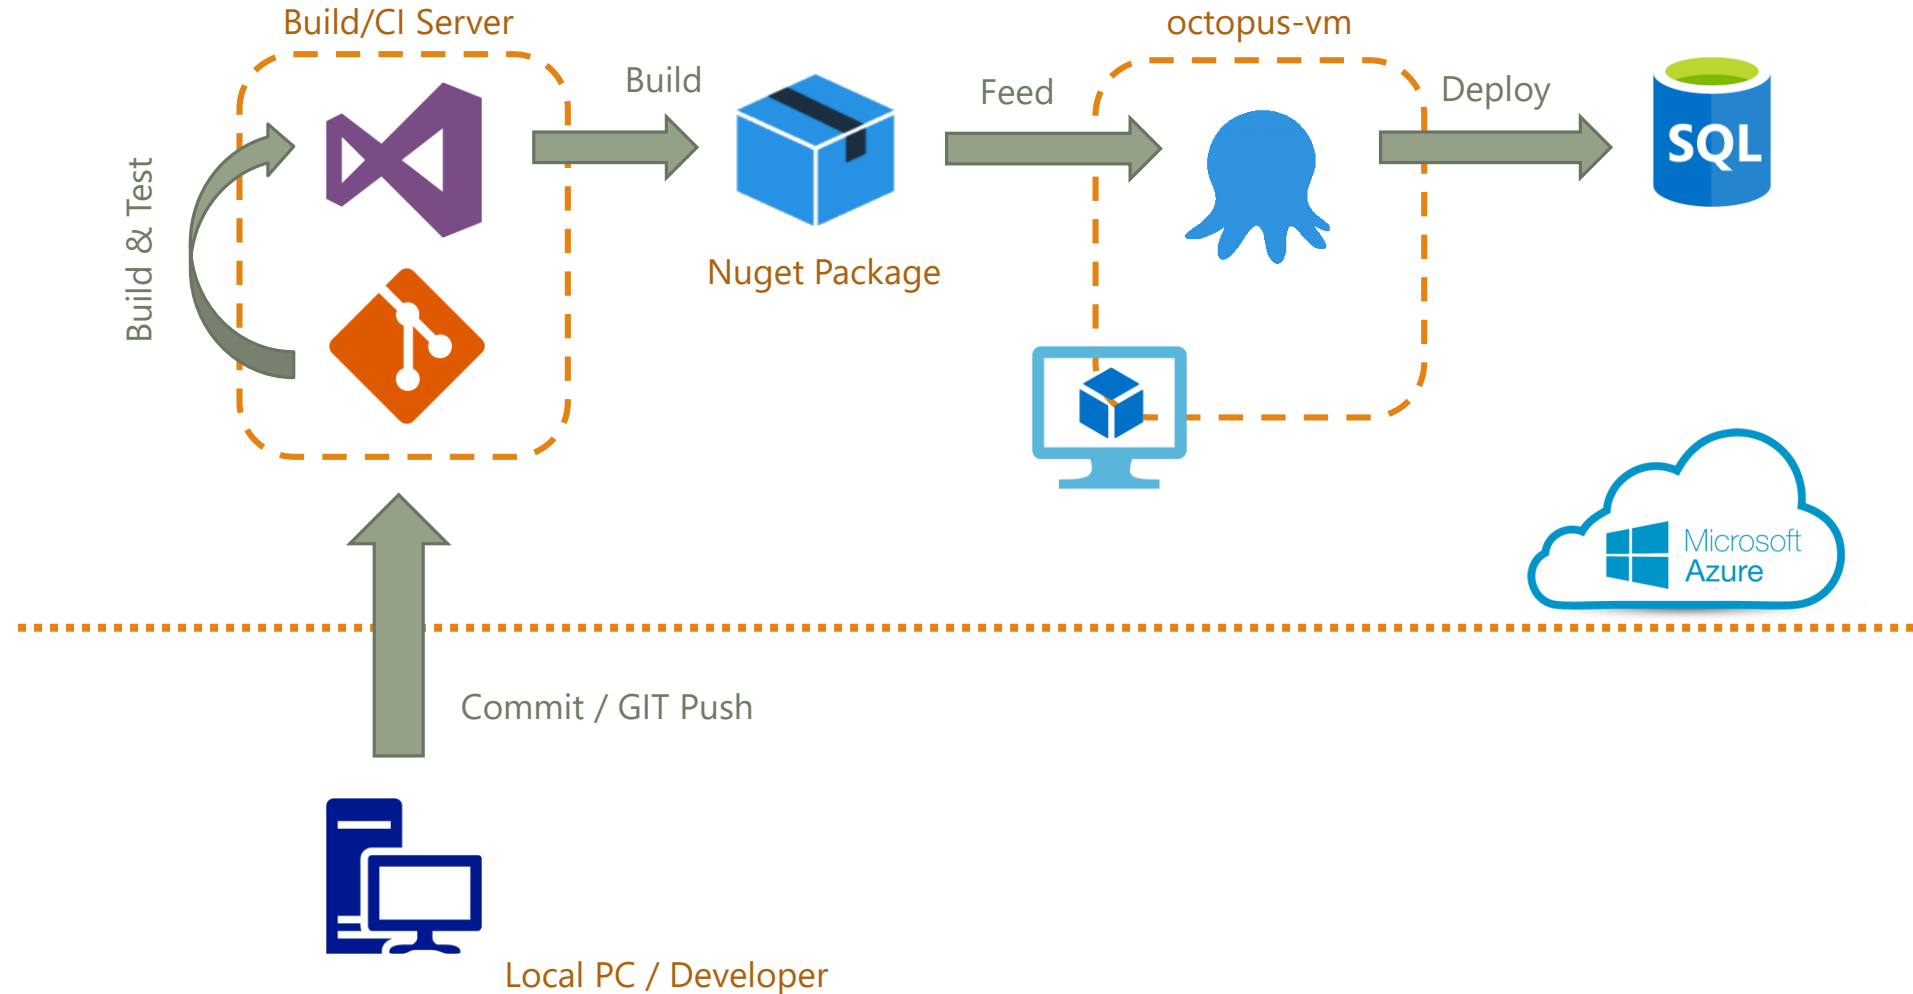 Build/CI Server
octopus-vm
Build
Feed
Deploy
SQL
Build & Test
Nuget Package
Microsoft
Azure
Commit / GIT Push
Local PC / Developer